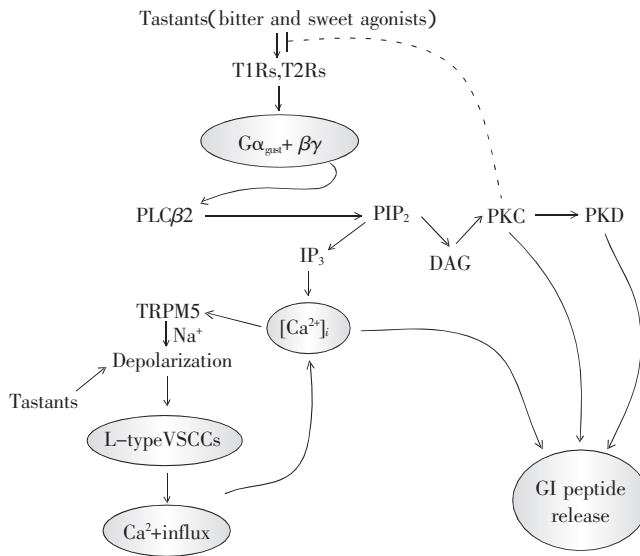 Tastants(bitter and sweet agonists)
T1Rs,T2Rs
Gα_gust+ βγ
PLCβ2
PIP₂
PKC
PKD
IP₃
DAG
TRPM5
[Ca²⁺]ᵢ
Na⁺
Depolarization
Tastants
L-typeVSCCs
GI peptide
release
Ca²+influx